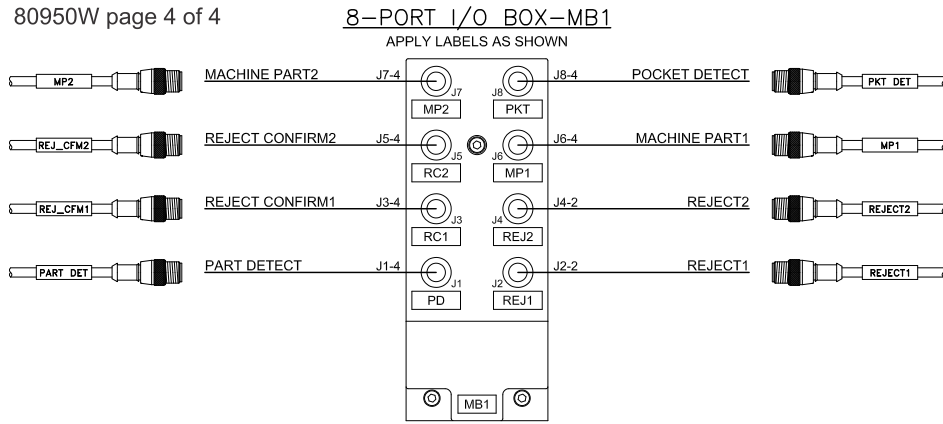 80950W page 4 of 4
8-PORT I/O BOX-MB1
APPLY LABELS AS SHOWN
MP2 MACHINE PART2 J7-4 J7 J8 J8-4 POCKET DETECT PKT DET
MP2 PKT
REJ_CFM2 REJECT CONFIRM2 J5-4 J5 J6 J6-4 MACHINE PART1 MP1
RC2 MP1
REJ_CFM1 REJECT CONFIRM1 J3-4 J3 J4 J4-2 REJECT2 REJECT2
RC1 REJ2
PART DET PART DETECT J1-4 J1 J2 J2-2 REJECT1 REJECT1
PD REJ1
MB1